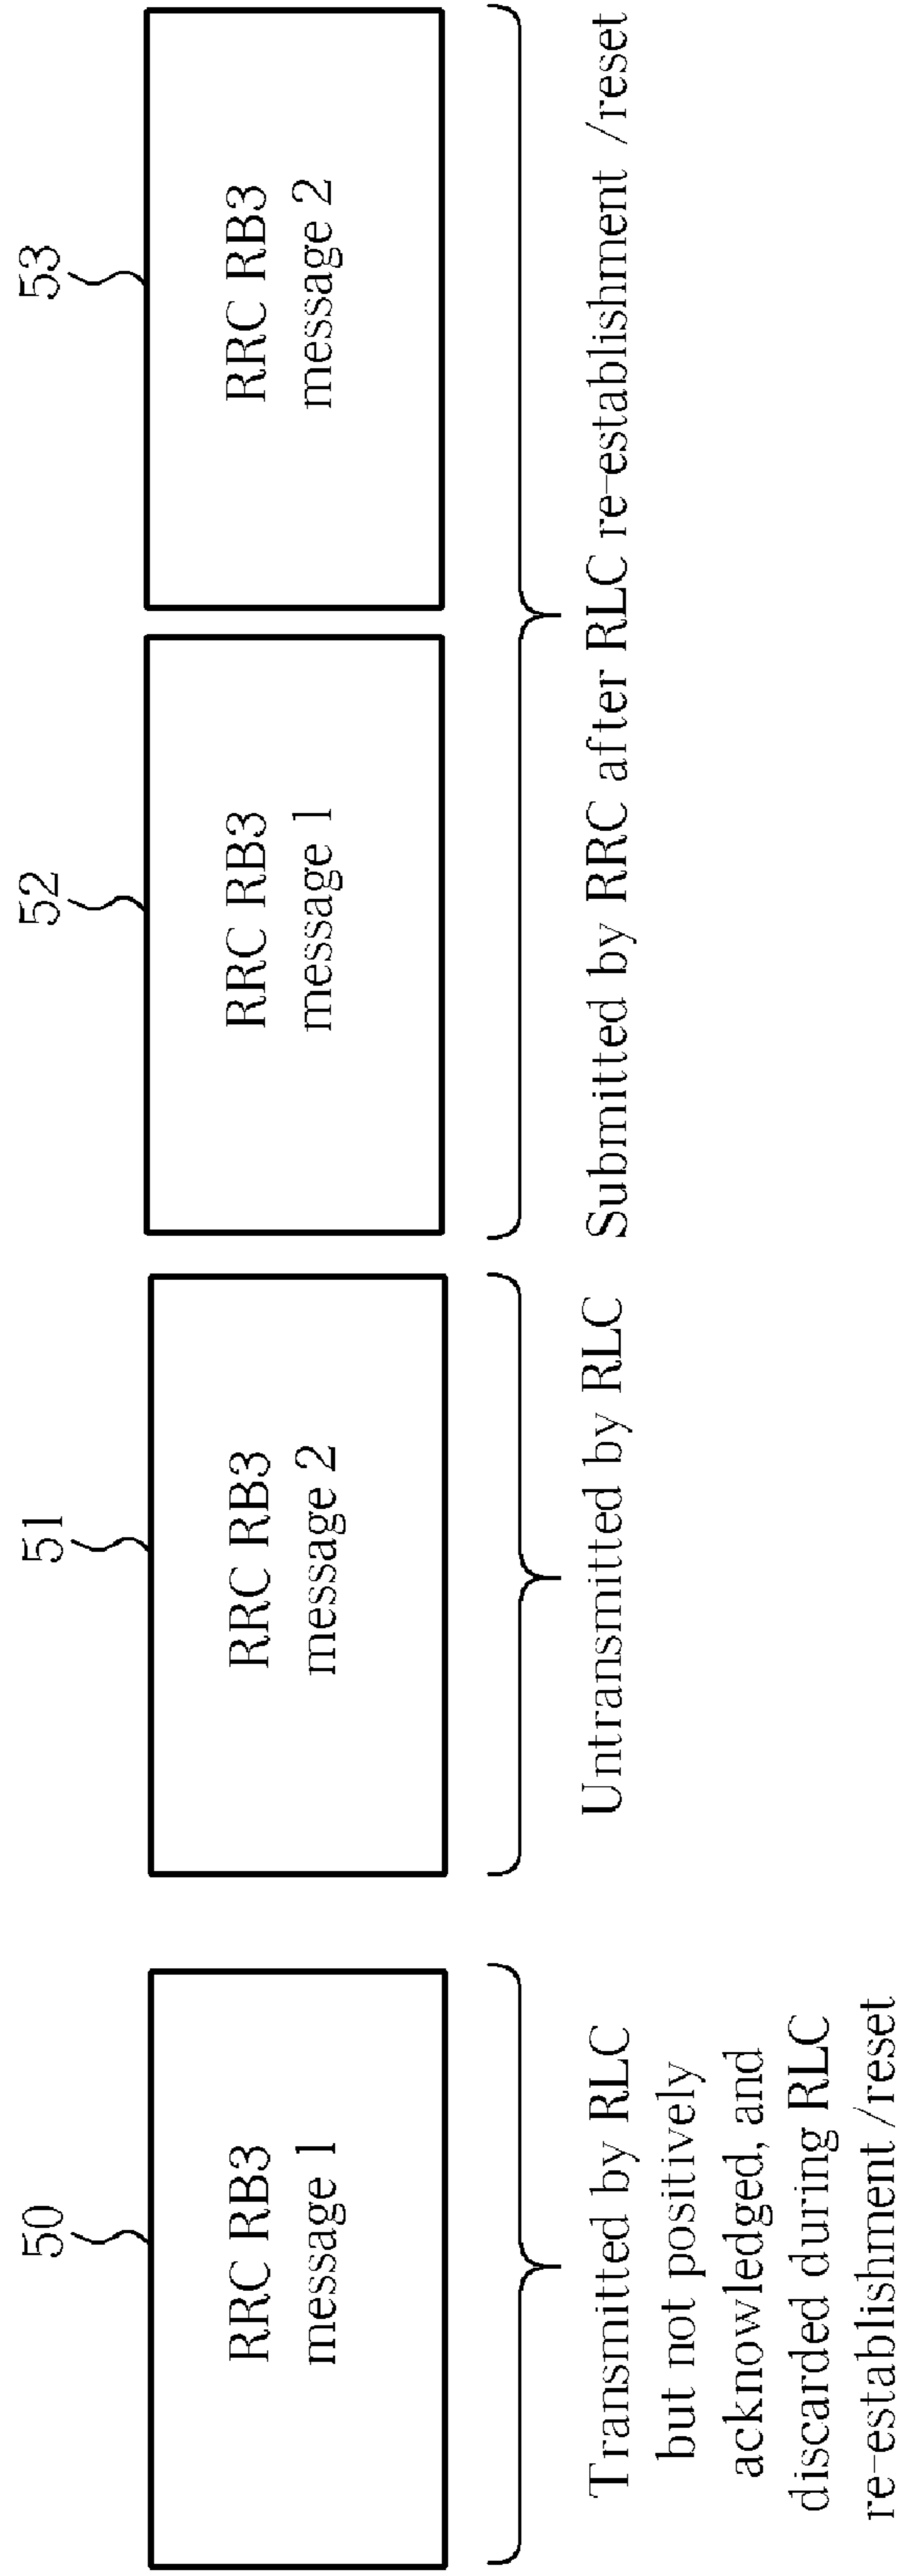 50
RRC RB3
message 1
Transmitted by RLC
but not positively
acknowledged, and
discarded during RLC
re-establishment/reset
51
RRC RB3
message 2
Untransmitted by RLC
52
RRC RB3
message 1
53
RRC RB3
message 2
Submitted by RRC after RLC re-establishment /reset